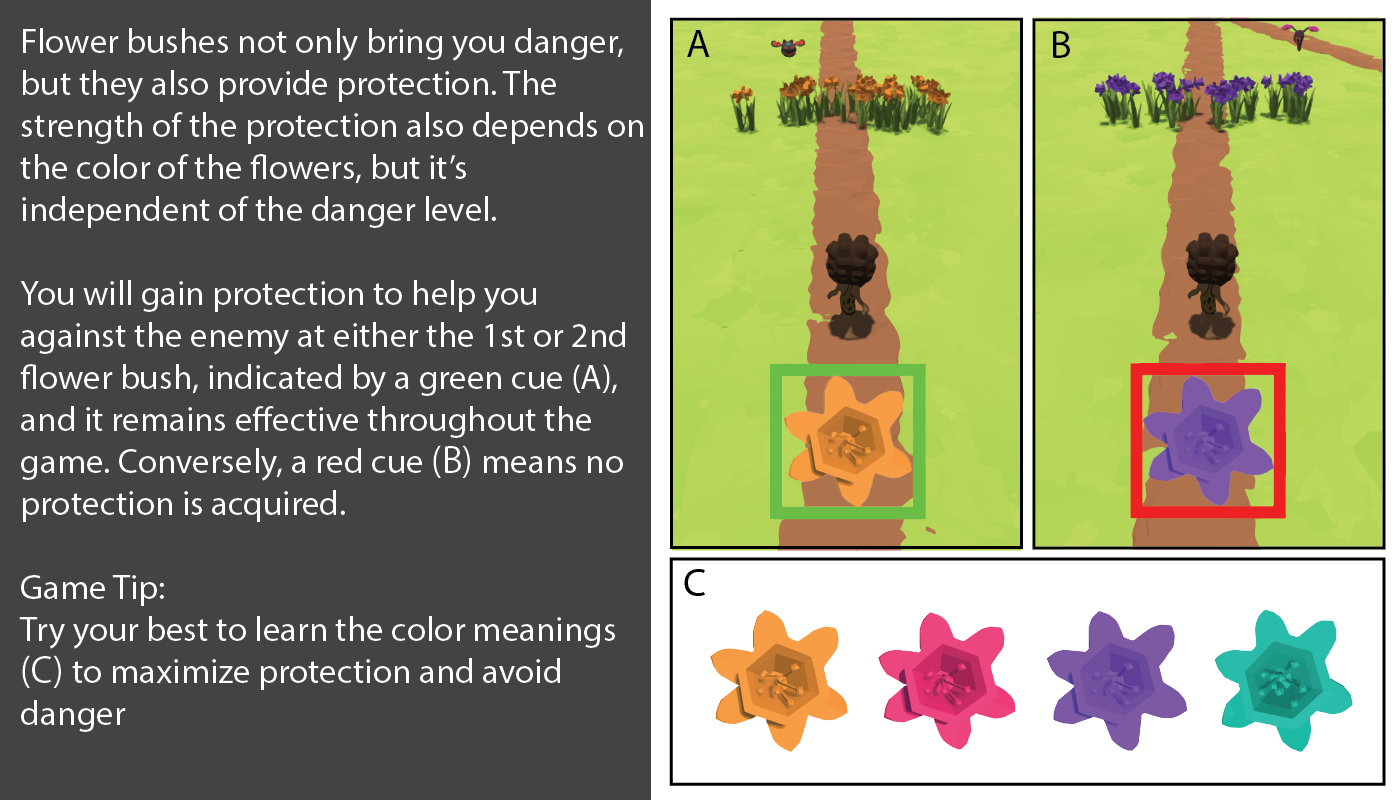 Flower bushes not only bring you danger,
but they also provide protection. The
strength of the protection also depends on
the color of the flowers, but it’s
independent of the danger level.
You will gain protection to help you
against the enemy at either the 1st or 2nd
flower bush, indicated by a green cue (A),
and it remains effective throughout the
game. Conversely, a red cue (B) means no
protection is acquired.
Game Tip:
Try your best to learn the color meanings
(C) to maximize protection and avoid
danger
A
B
C